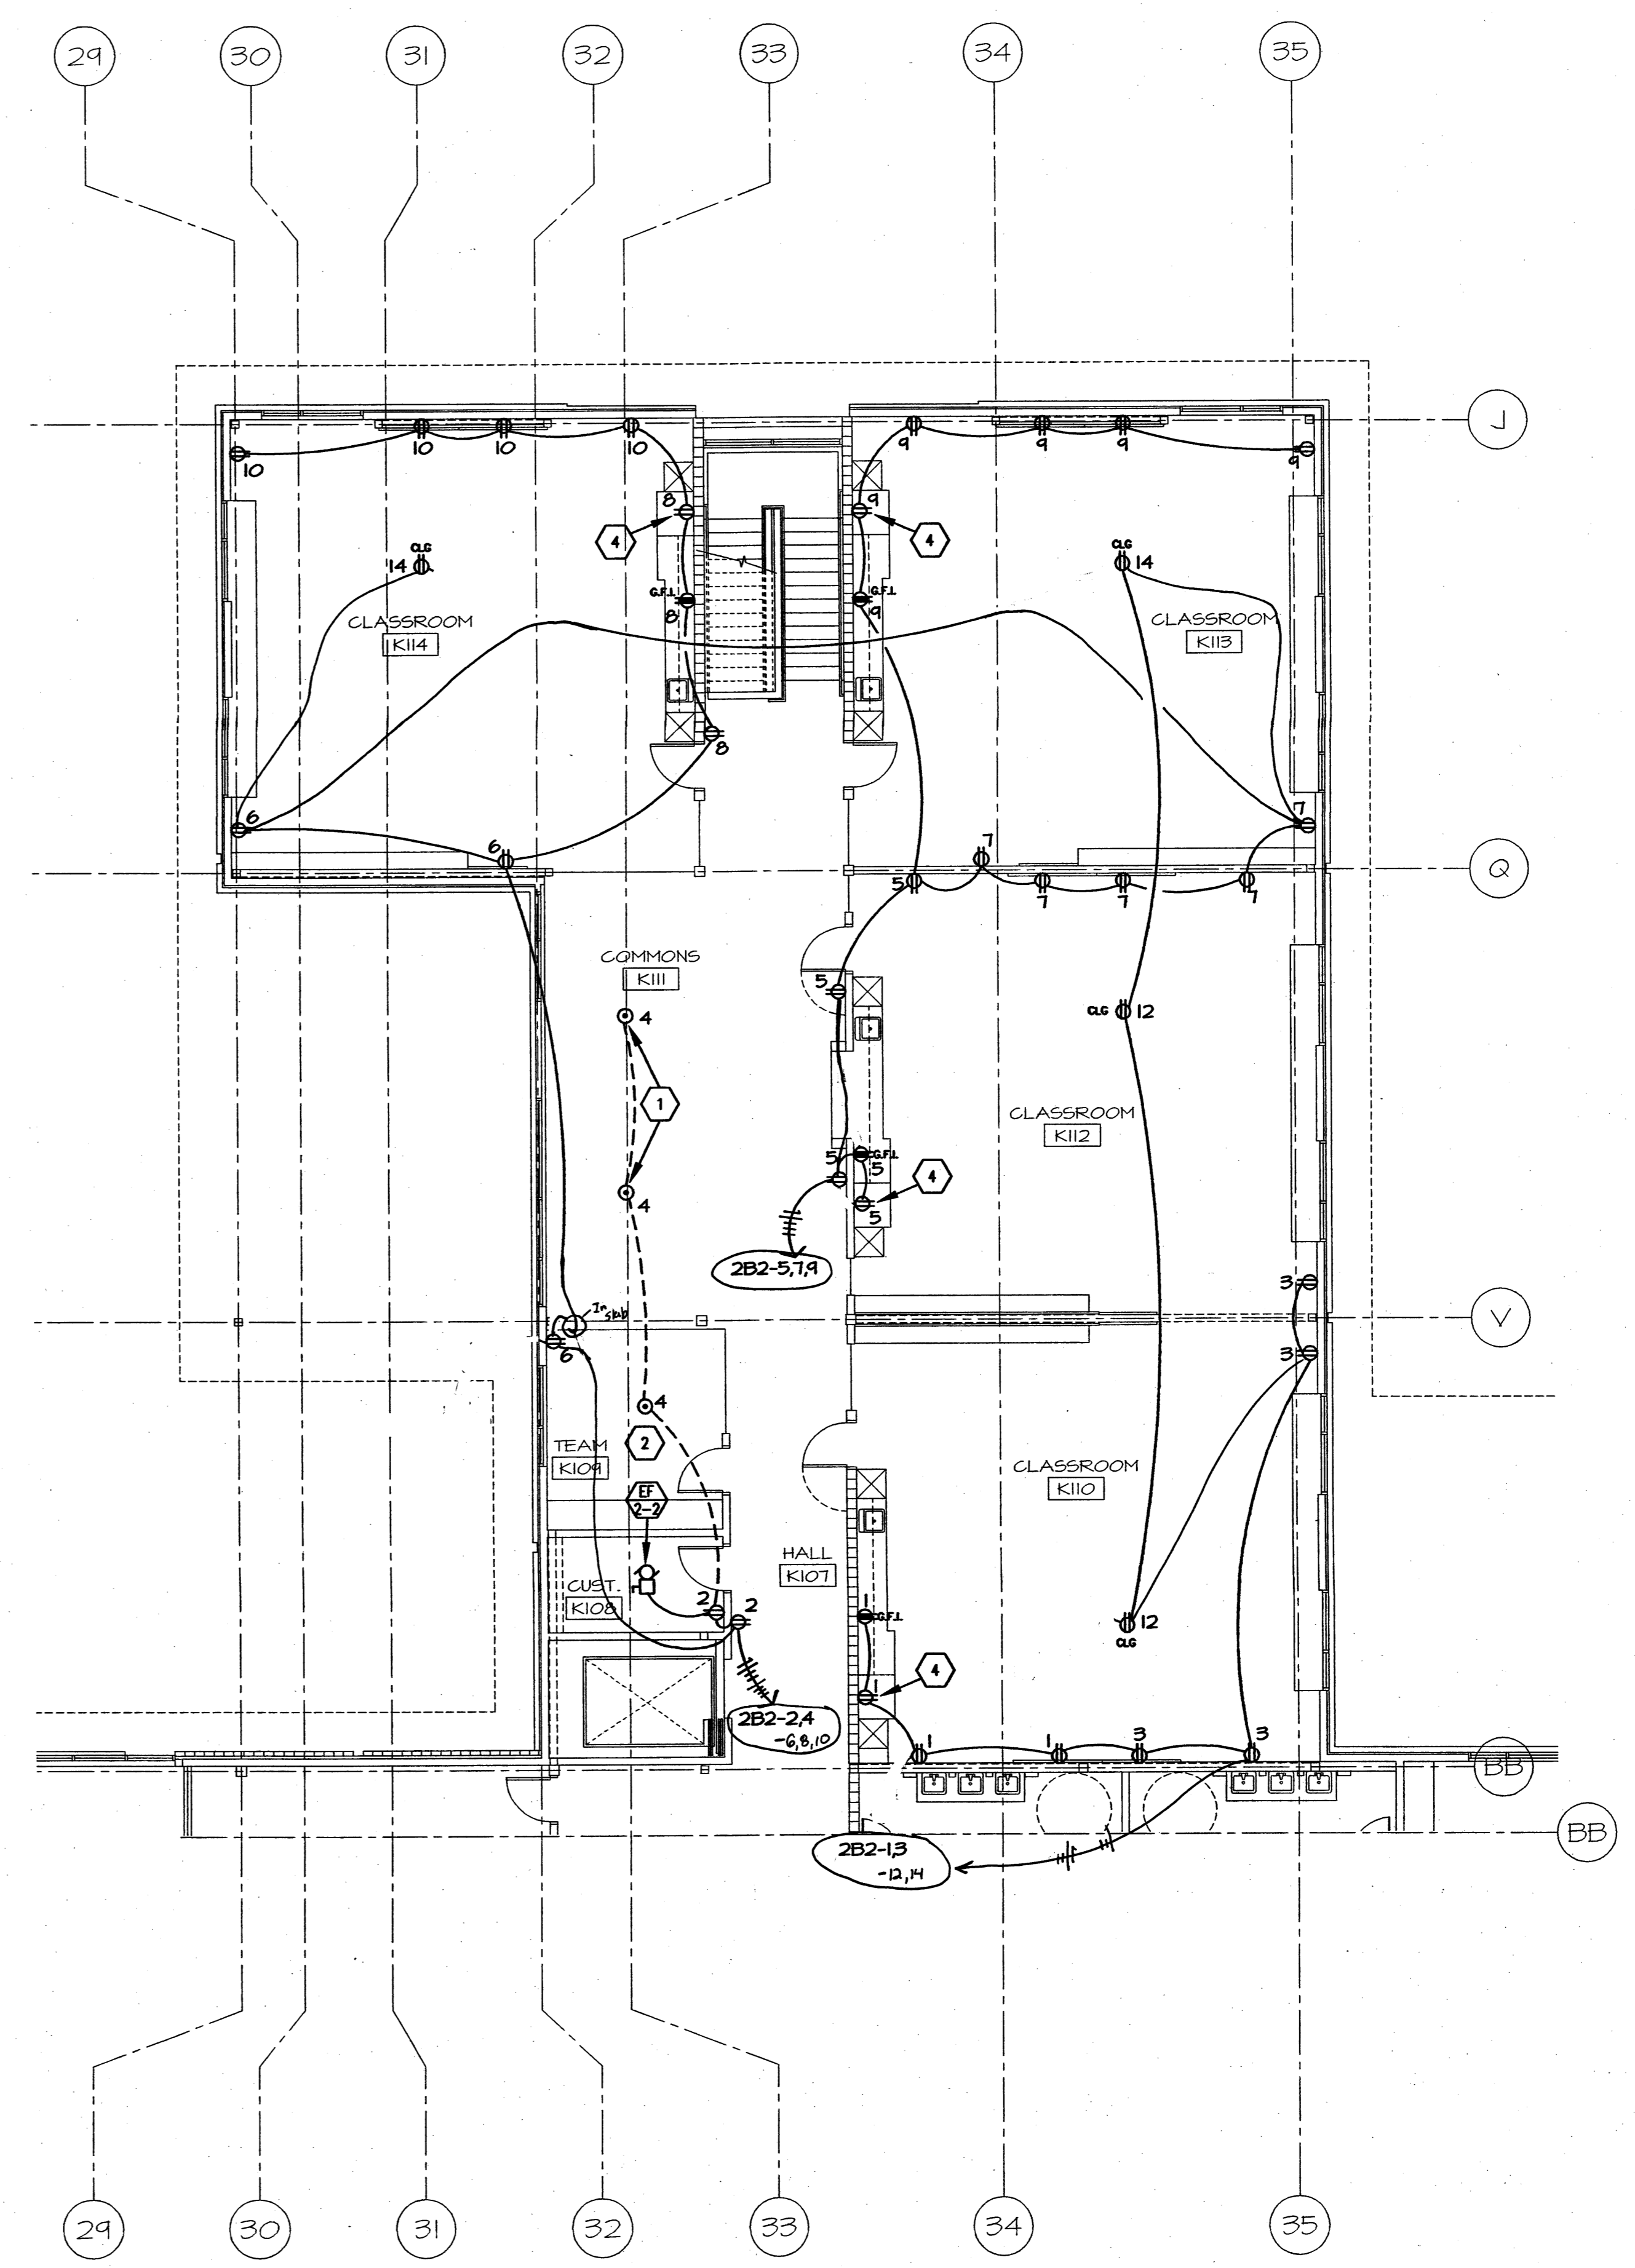 29
30
31
32
33
34
35
J
10
10
10
10
9
9
9
9
8
9
4
4
CLG
14
CLG
14
G.F.I.
8
G.F.I.
9
CLASSROOM
K114
CLASSROOM
K113
8
6
7
6
7
Q
5
7
7
7
COMMONS
K111
5
4
CLG 12
1
CLASSROOM
K112
5
G.F.I.
5
4
4
5
2B2-5,7,9
3
In
Slab
V
6
3
4
2
TEAM
K109
CLASSROOM
K110
EF
2-2
HALL
K107
CUST.
K108
2
2
1
G.F.I.
12
CLG
4
1
2B2-2,4
-6,8,10
1
1
3
3
BB
BB
2B2-1,3
-12,14
29
30
31
32
33
34
35